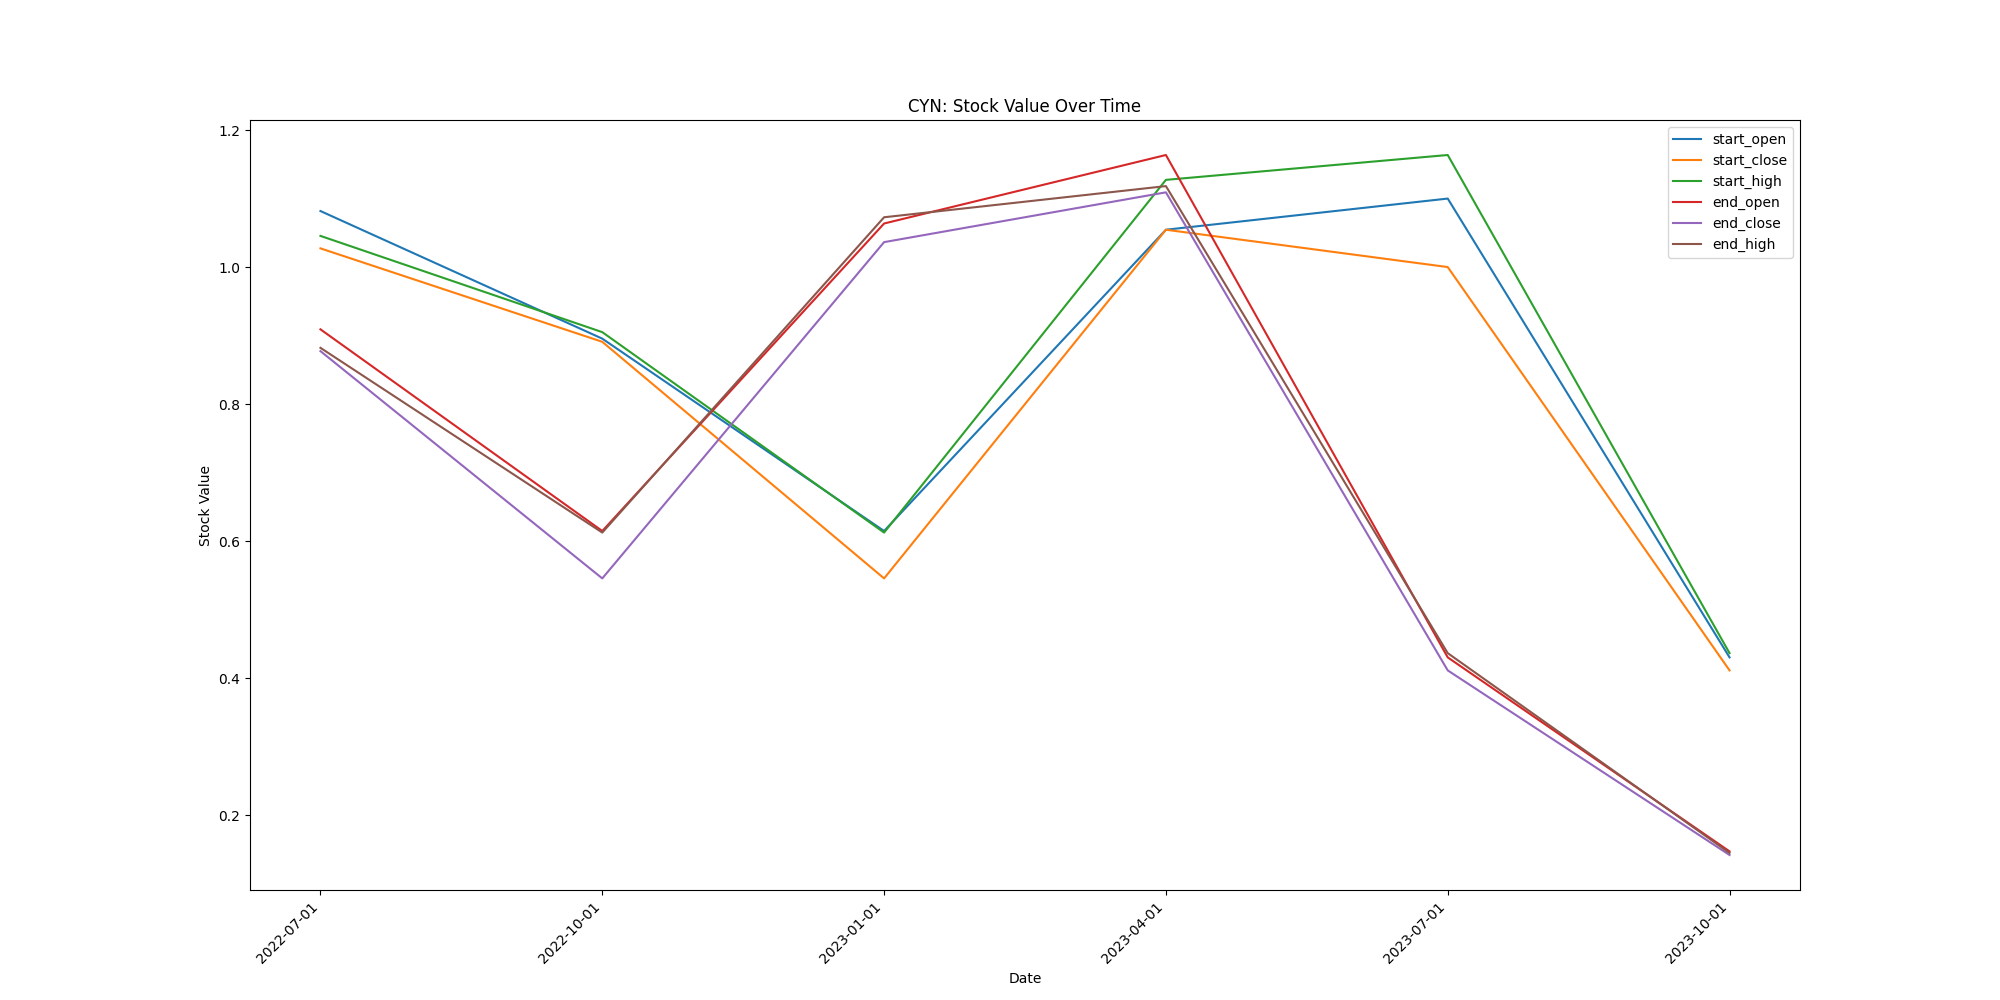 CYN: Stock Value Over Time
1.2
1.0
0.8
0.6
0.4
0.2
Stock Value
start_open
start_close
start_high
end_open
end_close
end_high
2022-07-01
2022-10-01
2023-01-01
2023-04-01
2023-07-01
2023-10-01
Date